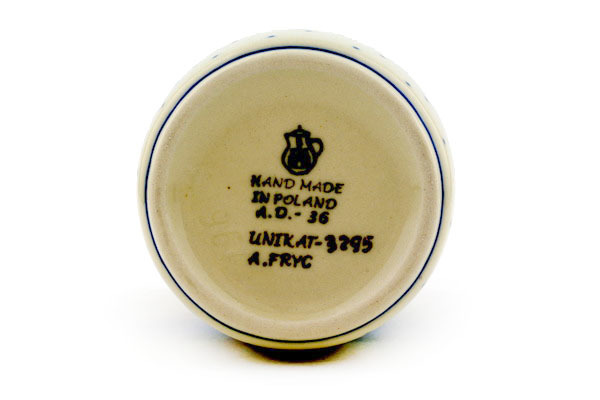 HAND MADE
IN POLAND
A.D.- 36
UNIKAT-3295
A.FRYC